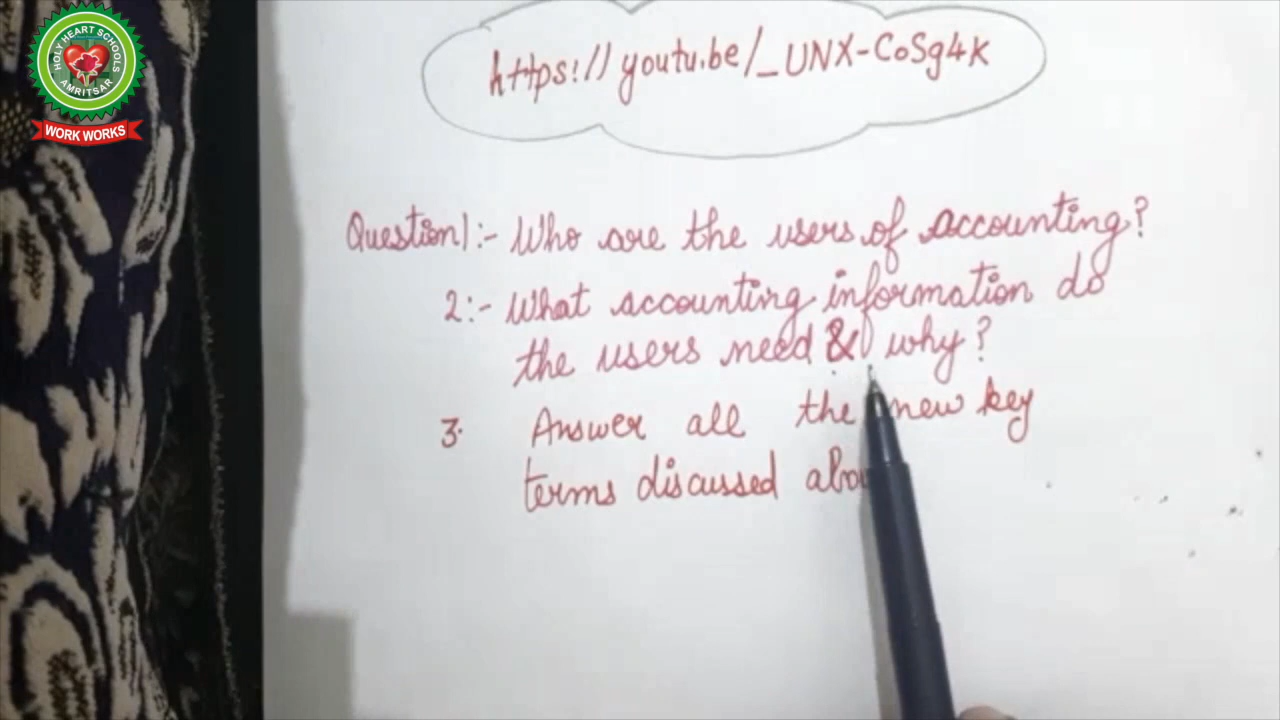 HOLY HEART SCHOOLS
AMRITSAR
WORK WORKS
https://youtu.be/_UNX-CoSg4K
Question1:- Who are the users of accounting?
2:- What accounting information do
the users need & why?
3. Answer all the new key
terms discussed